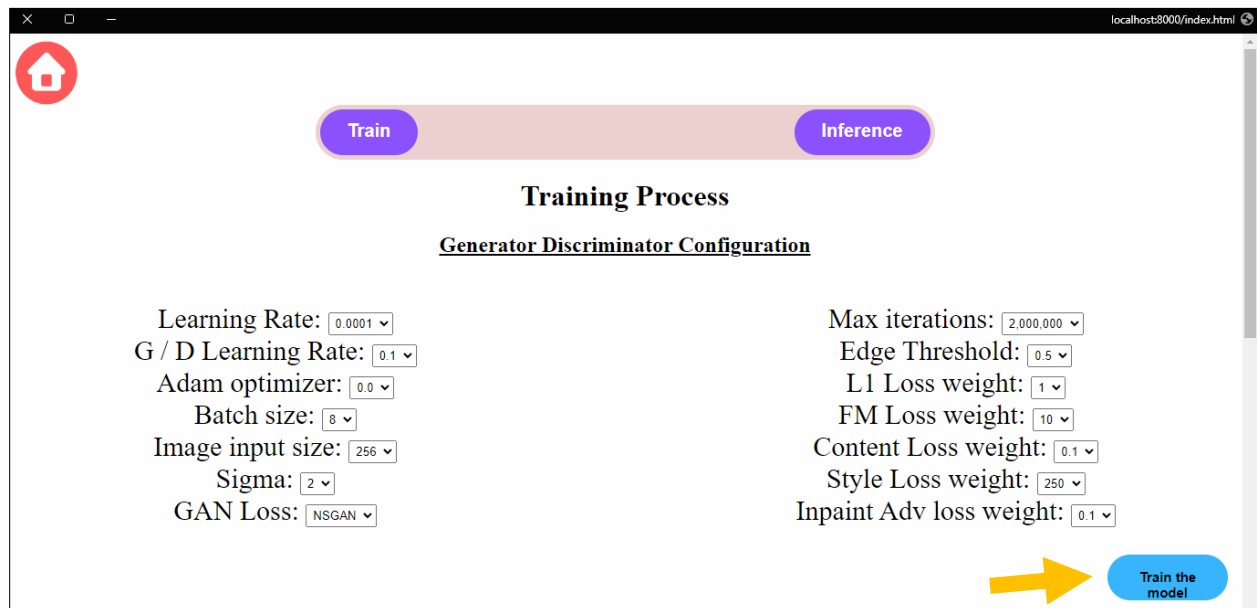 localhost:8000/index.html
Train
Inference
Training Process
Generator Discriminator Configuration
Learning Rate: 0.0001
G / D Learning Rate: 0.1
Adam optimizer: 0.0
Batch size: 8
Image input size: 256
Sigma: 2
GAN Loss: NSGAN
Max iterations: 2,000,000
Edge Threshold: 0.5
L1 Loss weight: 1
FM Loss weight: 10
Content Loss weight: 0.1
Style Loss weight: 250
Inpaint Adv loss weight: 0.1
Train the
model